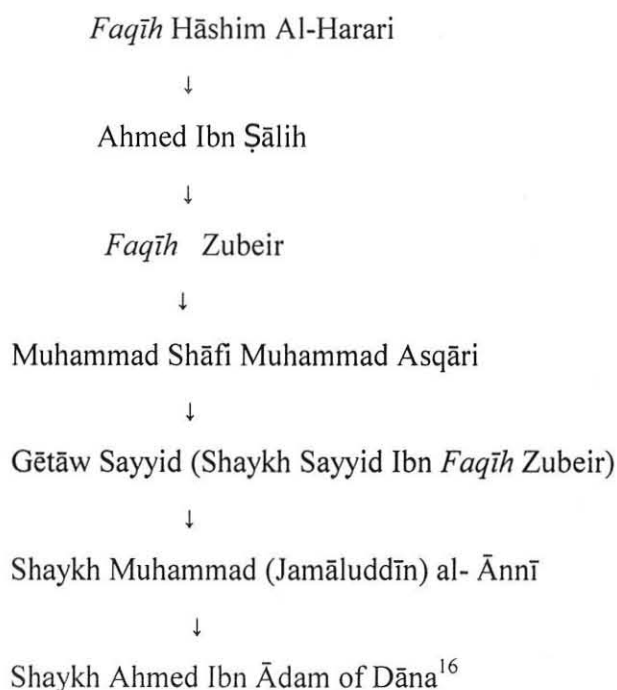 Faqīh Hāshim Al-Harari
↓
Ahmed Ibn Ṣālih
↓
Faqīh Zubeir
↓
Muhammad Shāfi Muhammad Asqāri
↓
Gētāw Sayyid (Shaykh Sayyid Ibn Faqīh Zubeir)
↓
Shaykh Muhammad (Jamāluddīn) al- Ānnī
↓
Shaykh Ahmed Ibn Ādam of Dāna16